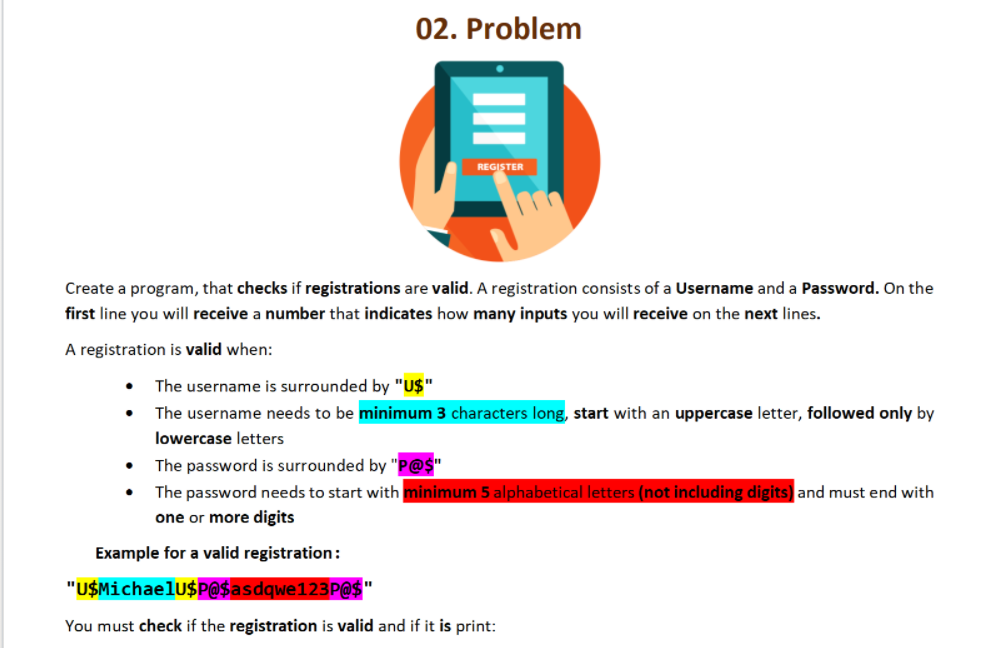 02. Problem
REGISTER
Create a program, that checks if registrations are valid. A registration consists of a Username and a Password. On the
first line you will receive a number that indicates how many inputs you will receive on the next lines.
A registration is valid when:
• The username is surrounded by "U$"
• The username needs to be minimum 3 characters long, start with an uppercase letter, followed only by
lowercase letters
• The password is surrounded by "P@$"
• The password needs to start with minimum 5 alphabetical letters (not including digits) and must end with
one or more digits
Example for a valid registration:
"U$MichaelU$P@$asdqwe123P@$"
You must check if the registration is valid and if it is print: